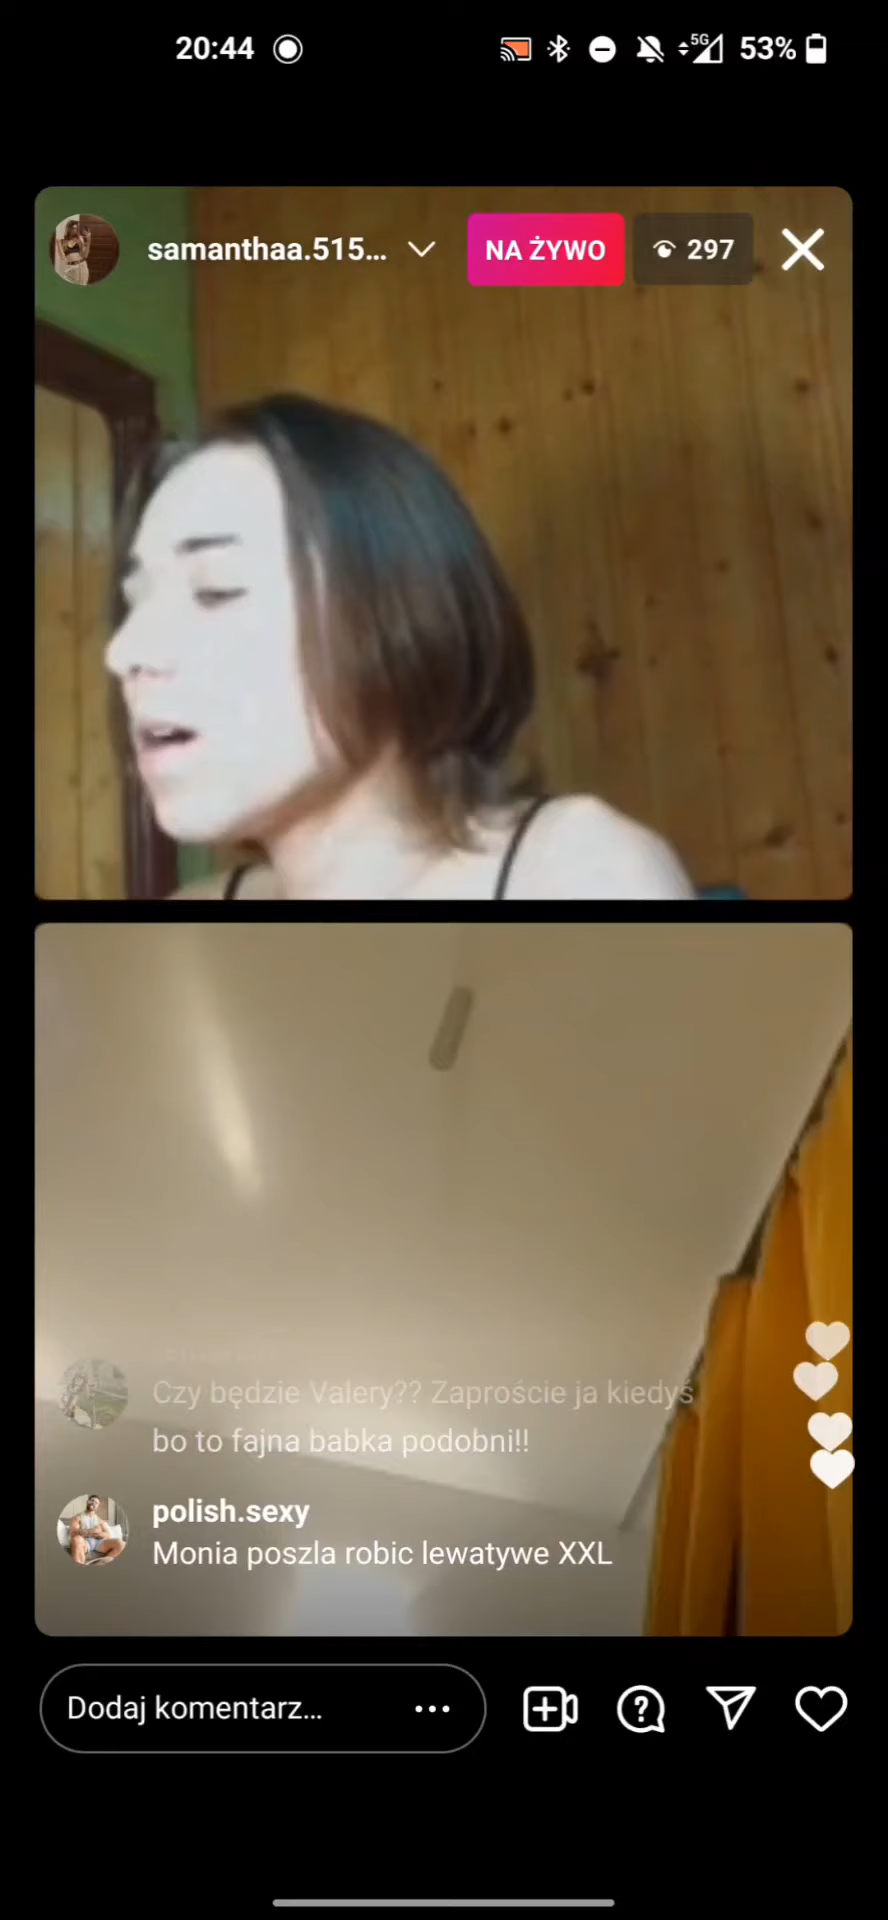 20:44 5G 53%
samanthaa.515... NA ŻYWO 297
Czy będzie Valery?? Zaproście ja kiedyś
bo to fajna babka podobni!!
polish.sexy
Monia poszla robic lewatywe XXL
Dodaj komentarz...